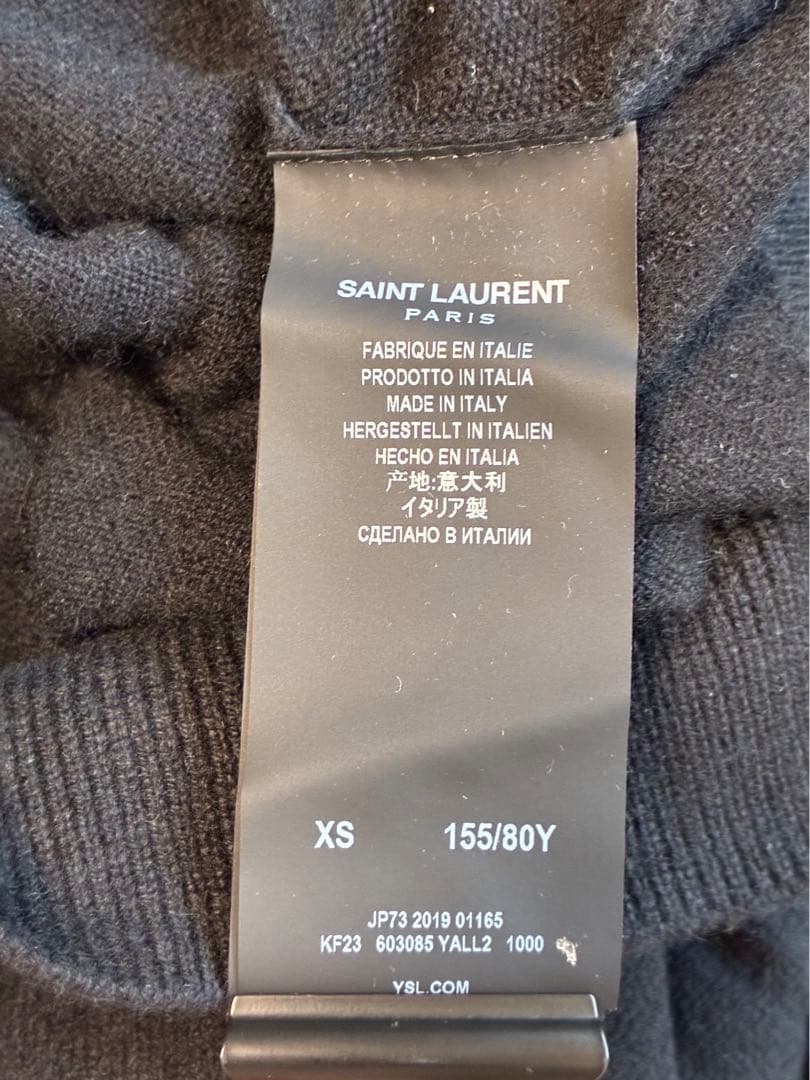 SAINT LAURENT
PARIS
FABRIQUE EN ITALIE
PRODOTTO IN ITALIA
MADE IN ITALY
HERGESTELLT IN ITALIEN
HECHO EN ITALIA
产地:意大利
イタリア製
СДЕЛАНО В ИТАЛИИ
XS 155/80Y
JP73 2019 01165
KF23 603085 YALL2 1000
YSL.COM